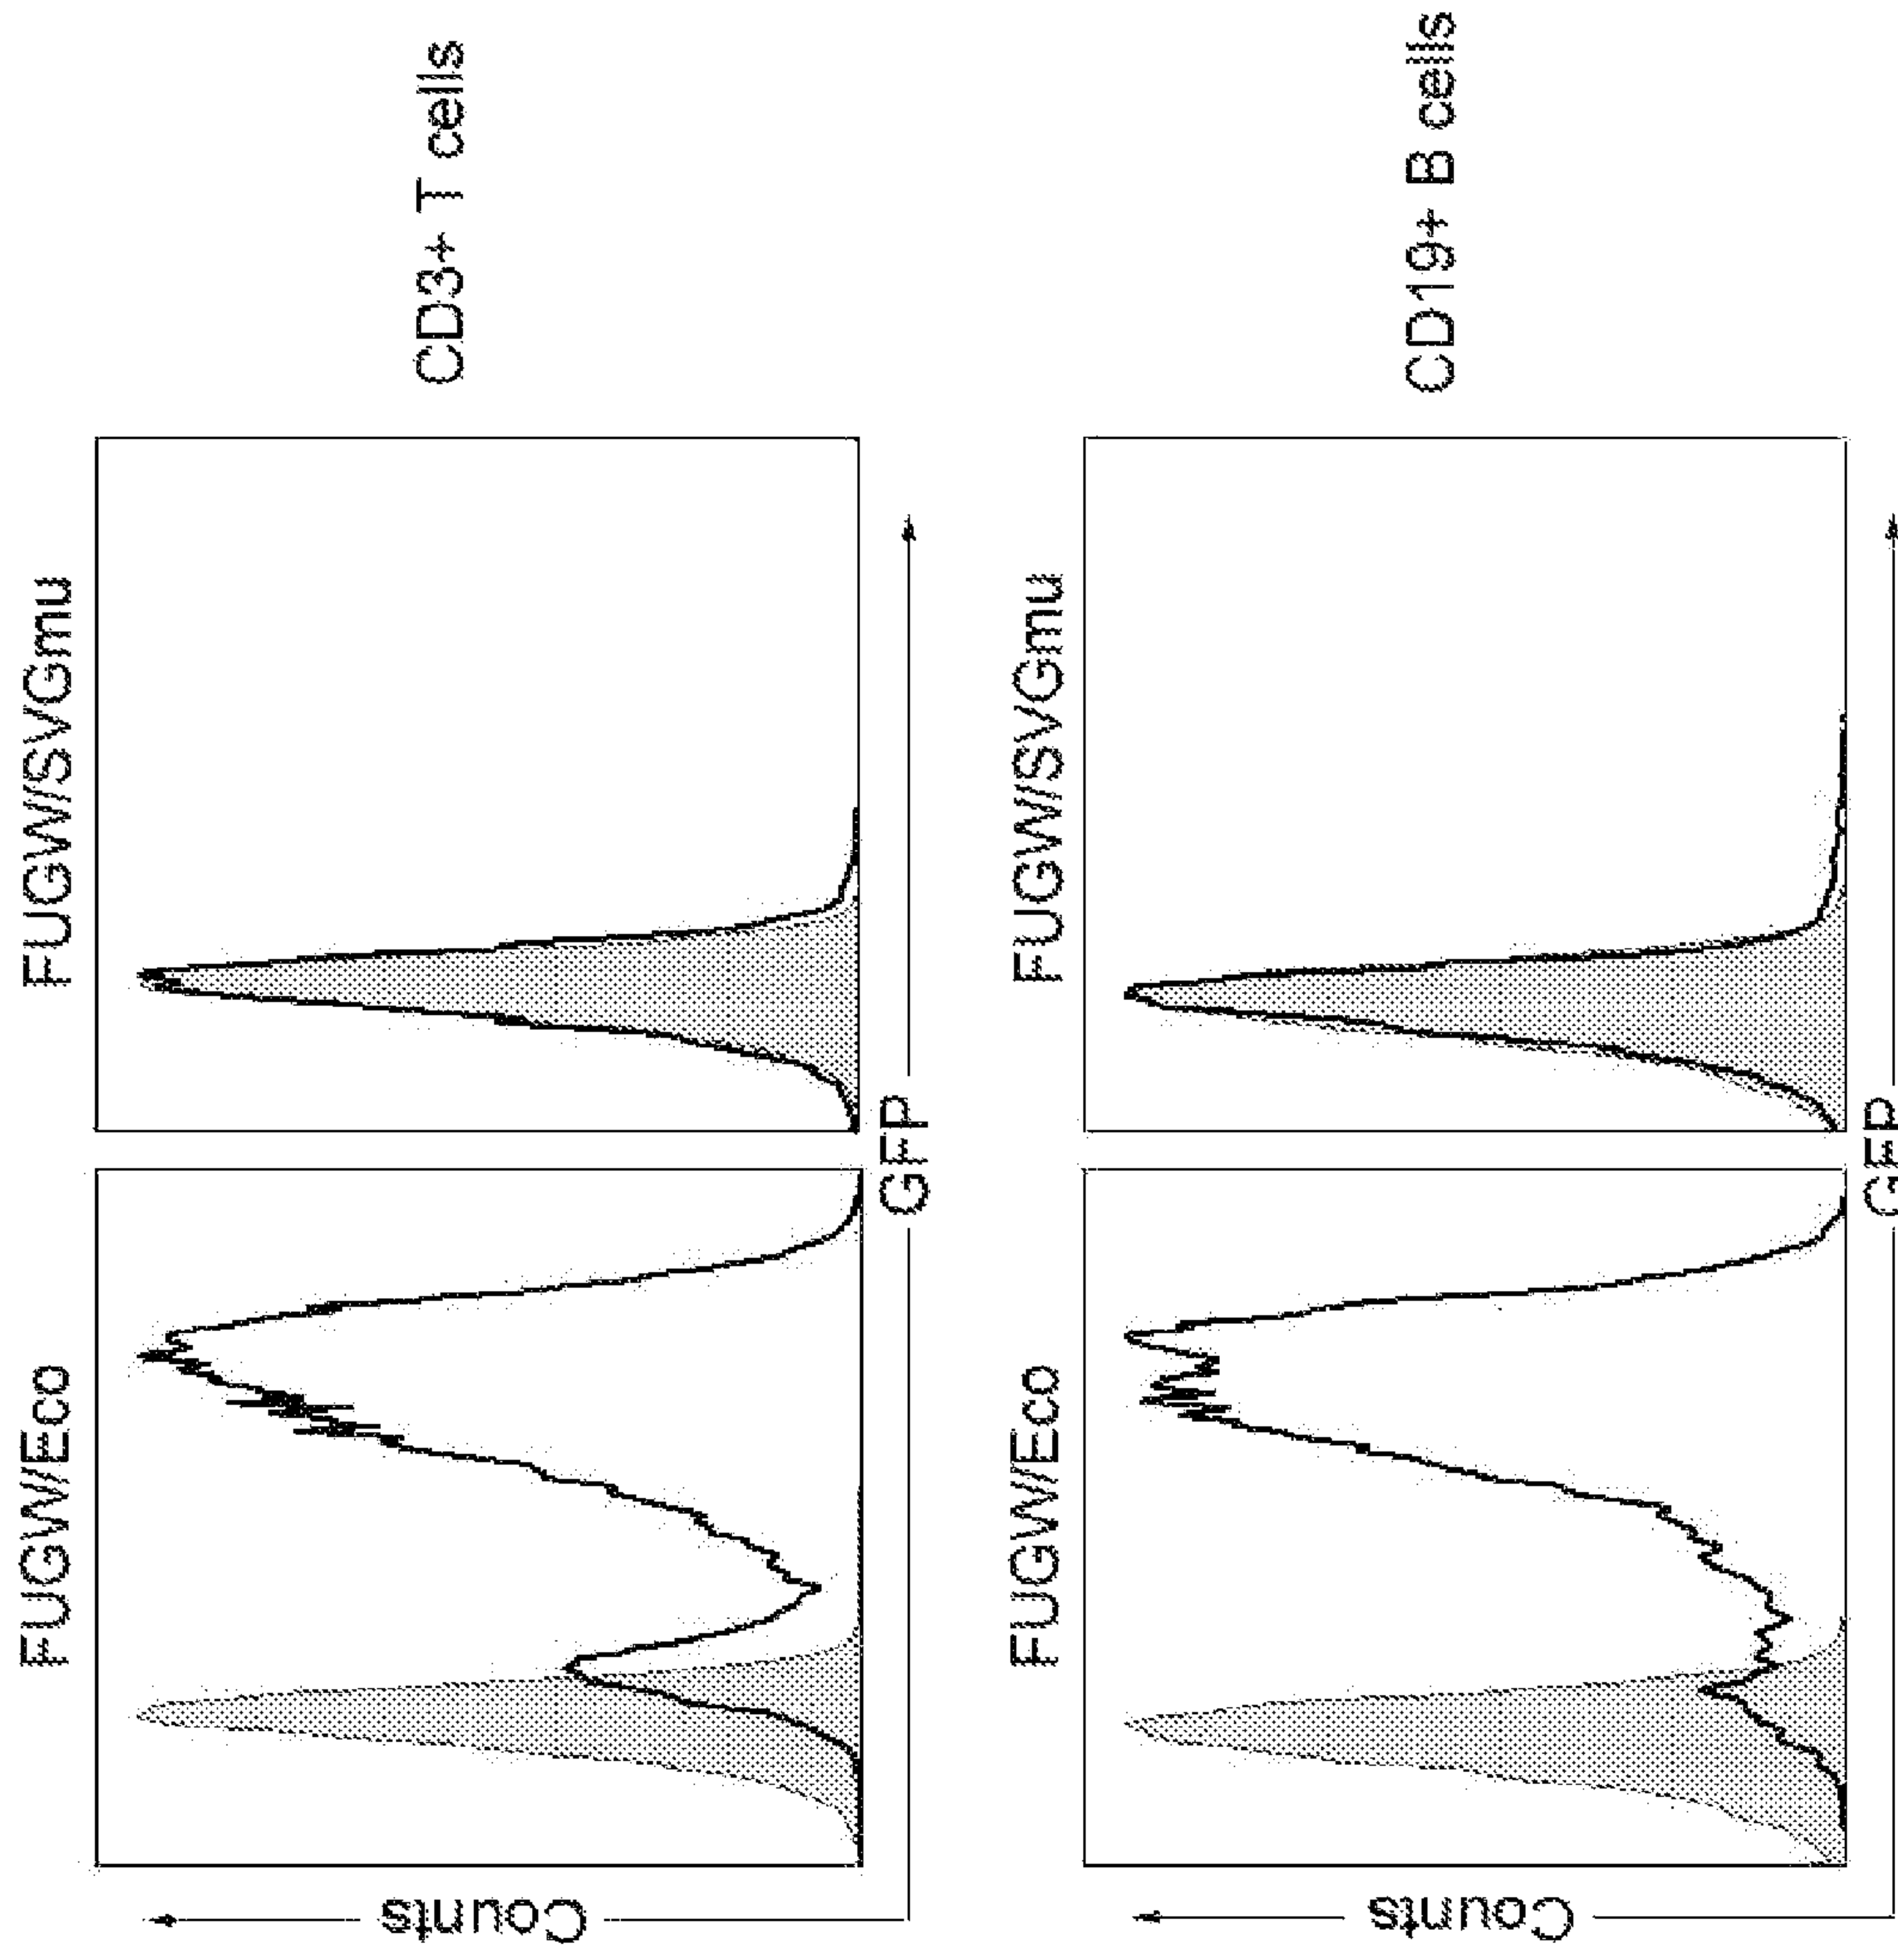 FUGW/Eco
FUGW/SVGmu
Counts
CD3+ T cells
GFP
FUGW/Eco
FUGW/SVGmu
Counts
CD19+ B cells
GFP